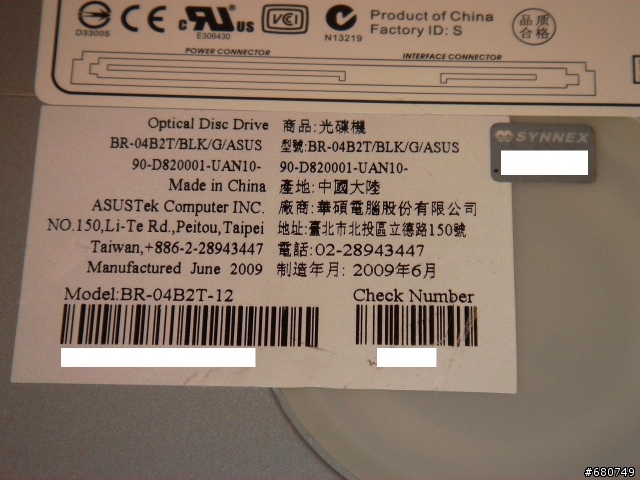 D33005
CE
c UL US
E306430
VCI
N13219
Product of China
Factory ID: S
品質
合格
POWER CONNECTOR
INTERFACE CONNECTOR
Optical Disc Drive 商品:光碟機
BR-04B2T/BLK/G/ASUS 型號:BR-04B2T/BLK/G/ASUS
90-D820001-UAN10- 90-D820001-UAN10-
Made in China 產地:中國大陸
ASUSTek Computer INC. 廠商:華碩電腦股份有限公司
NO.150,Li-Te Rd.,Peitou,Taipei 地址:臺北市北投區立德路150號
Taiwan,+886-2-28943447 電話:02-28943447
Manufactured June 2009 制造年月: 2009年6月
Model:BR-04B2T-12
Check Number
SYNNEX
#680749